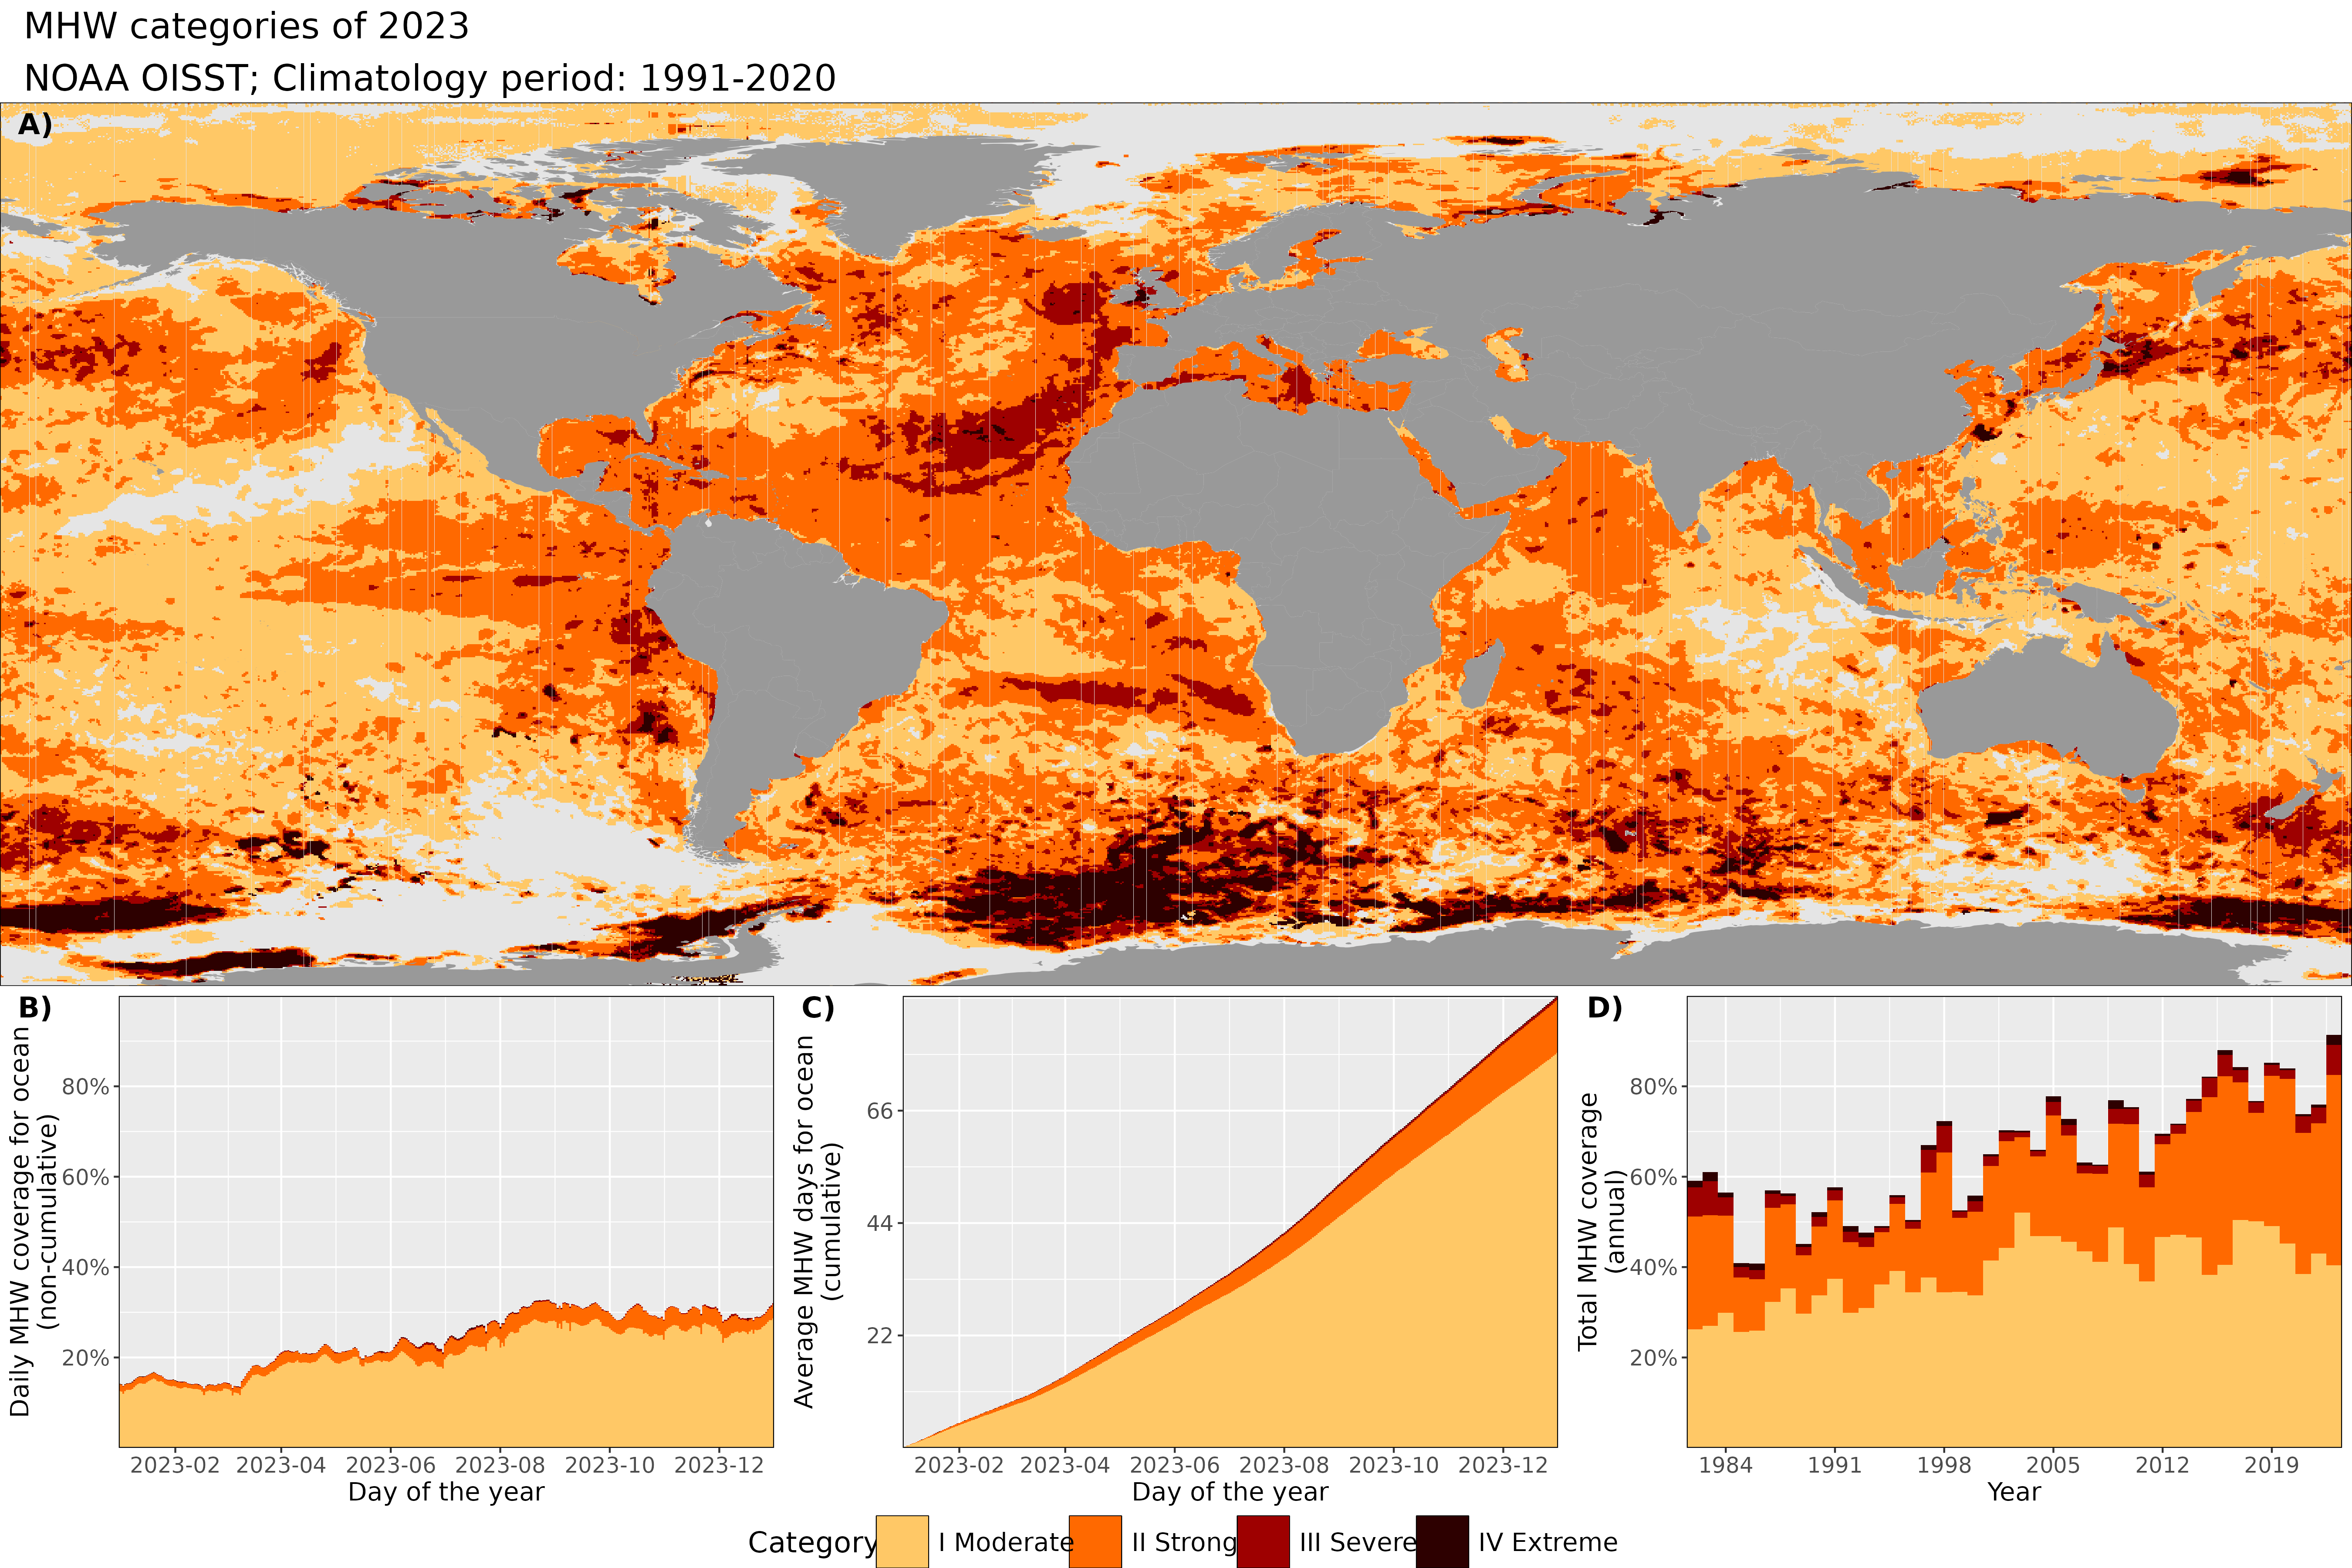 MHW categories of 2023
NOAA OISST; Climatology period: 1991-2020
A)
B)
Daily MHW coverage for ocean
(non-cumulative)
80%
60%
40%
20%
2023-02 2023-04 2023-06 2023-08 2023-10 2023-12
Day of the year
C)
Average MHW days for ocean
(cumulative)
66
44
22
2023-02 2023-04 2023-06 2023-08 2023-10 2023-12
Day of the year
D)
Total MHW coverage
(annual)
80%
60%
40%
20%
1984 1991 1998 2005 2012 2019
Year
Category I Moderate II Strong III Severe IV Extreme